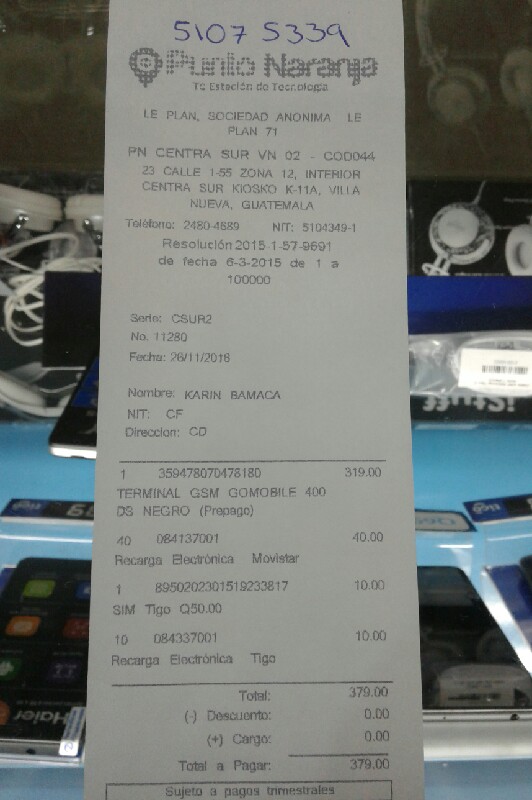 5107 5339
Punto Naranja
Tu Estación de Tecnología
LE PLAN, SOCIEDAD ANONIMA LE
PLAN 71
PN CENTRA SUR VN 02 - COD044
23 CALLE 1-55 ZONA 12, INTERIOR
CENTRA SUR KIOSKO K-11A, VILLA
NUEVA, GUATEMALA
Teléfono: 2480-4689 NIT: 5104349-1
Resolución 2015-1-57-9691
de fecha 6-3-2015 de 1 a
100000
Serie: CSUR2
No. 11280
Fecha: 26/11/2016
Nombre: KARIN BAMACA
NIT: CF
Direccion: CD
1 359478070478180 319.00
TERMINAL GSM GOMOBILE 400
DS NEGRO (Prepago)
40 084137001 40.00
Recarga Electrónica Movistar
1 8950202301519233817 10.00
SIM Tigo Q50.00
10 084337001 10.00
Recarga Electrónica Tigo
Total: 379.00
(-) Descuento: 0.00
(+) Cargo: 0.00
Total a Pagar: 379.00
Sujeto a pagos trimestrales
iStuff
Haier